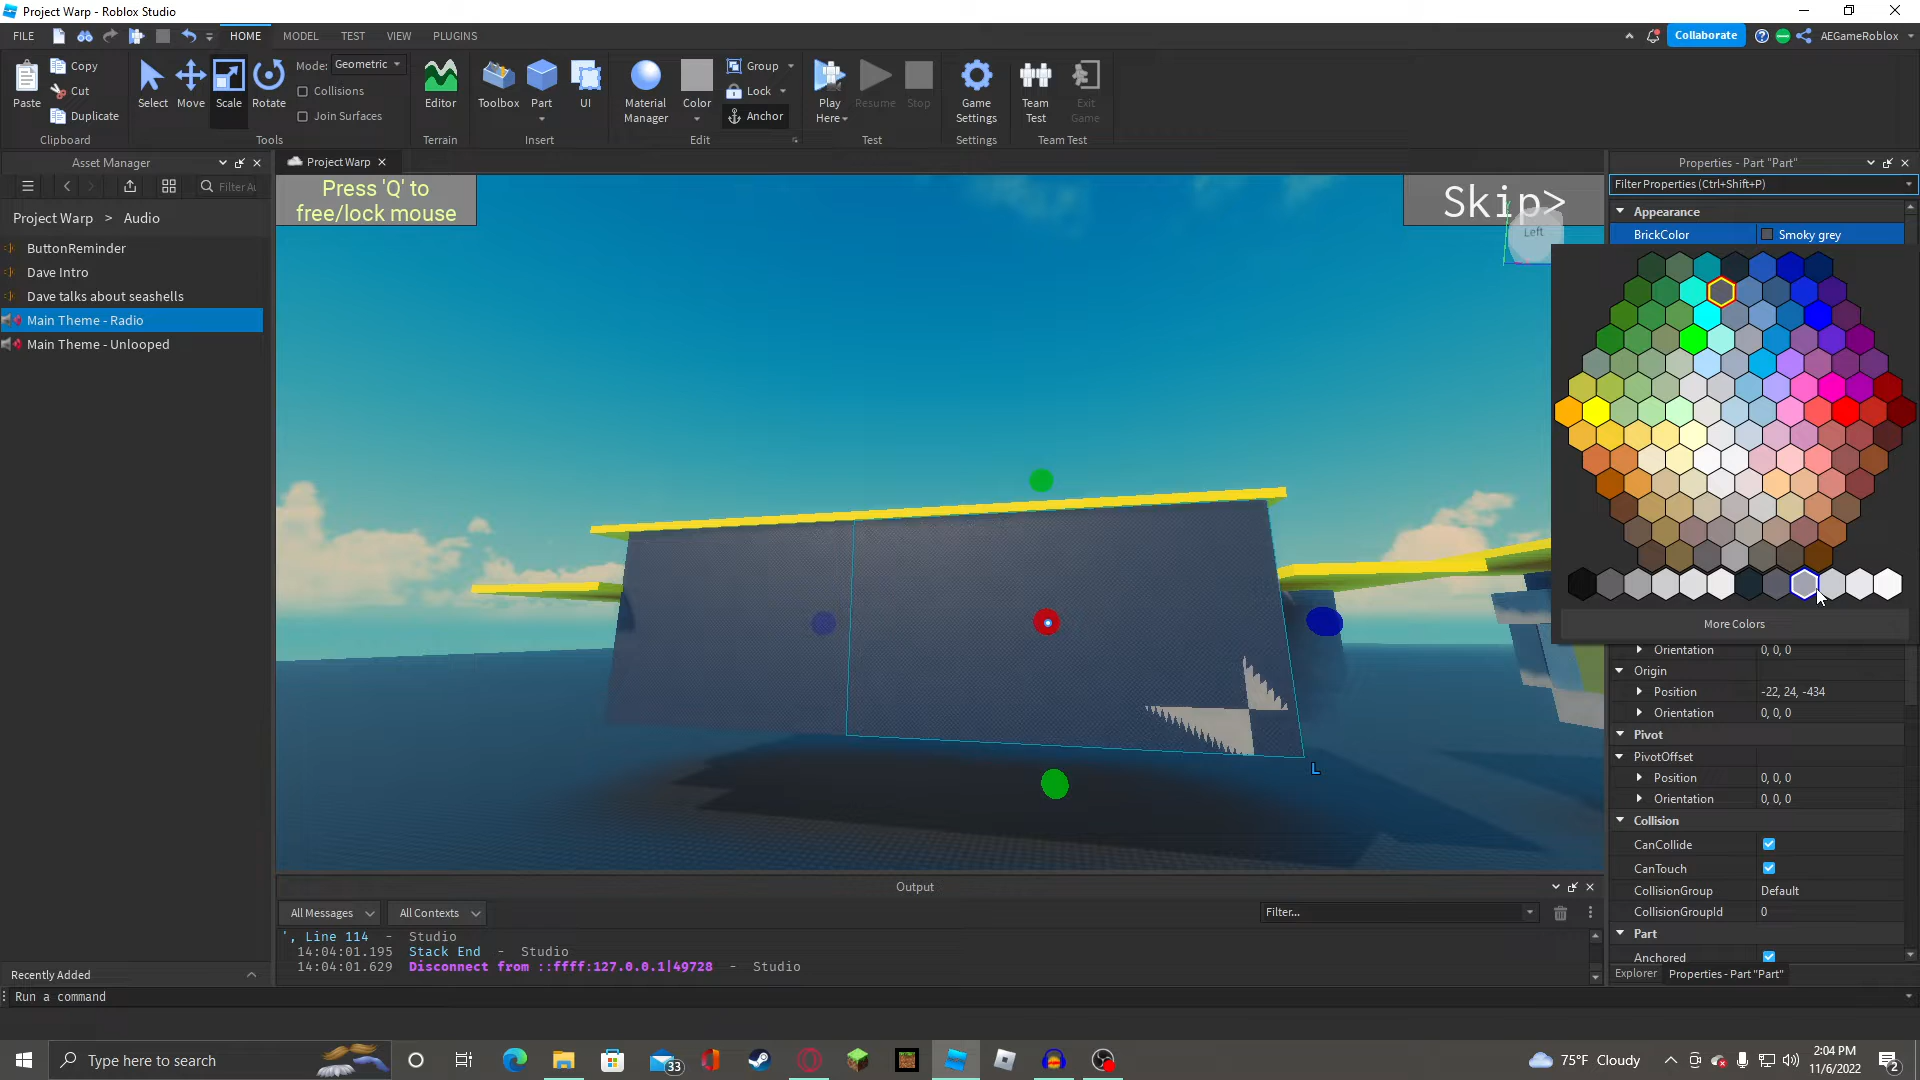 Project Warp - Roblox Studio
FILE HOME MODEL TEST VIEW PLUGINS Collaborate AEGameRoblox
Paste Copy Cut Duplicate Clipboard
Select Move Scale Rotate Mode: Geometric Collisions Join Surfaces Tools
Editor Terrain
Toolbox Part UI Insert
Material Manager Color Group Lock Anchor Edit
Play Here Resume Stop Test
Game Settings Settings
Team Test Exit Game Team Test
Asset Manager
Filter As
Project Warp > Audio
ButtonReminder
Dave Intro
Dave talks about seashells
Main Theme - Radio
Main Theme - Unlooped
Recently Added
Project Warp
Press 'Q' to
free/lock mouse
Skip>
Left
L
Properties - Part "Part"
Filter Properties (Ctrl+Shift+P)
Appearance
BrickColor Smoky grey
More Colors
Orientation 0, 0, 0
Origin
Position -22, 24, -434
Orientation 0, 0, 0
Pivot
PivotOffset
Position 0, 0, 0
Orientation 0, 0, 0
Collision
CanCollide
CanTouch
CollisionGroup Default
CollisionGroupId 0
Part
Anchored
Explorer Properties - Part "Part"
Output
All Messages All Contexts Filter...
', Line 114 - Studio
14:04:01.195 Stack End - Studio
14:04:01.629 Disconnect from ::ffff:127.0.0.1|49728 - Studio
Run a command
Type here to search
33
75°F Cloudy
2:04 PM
11/6/2022
2